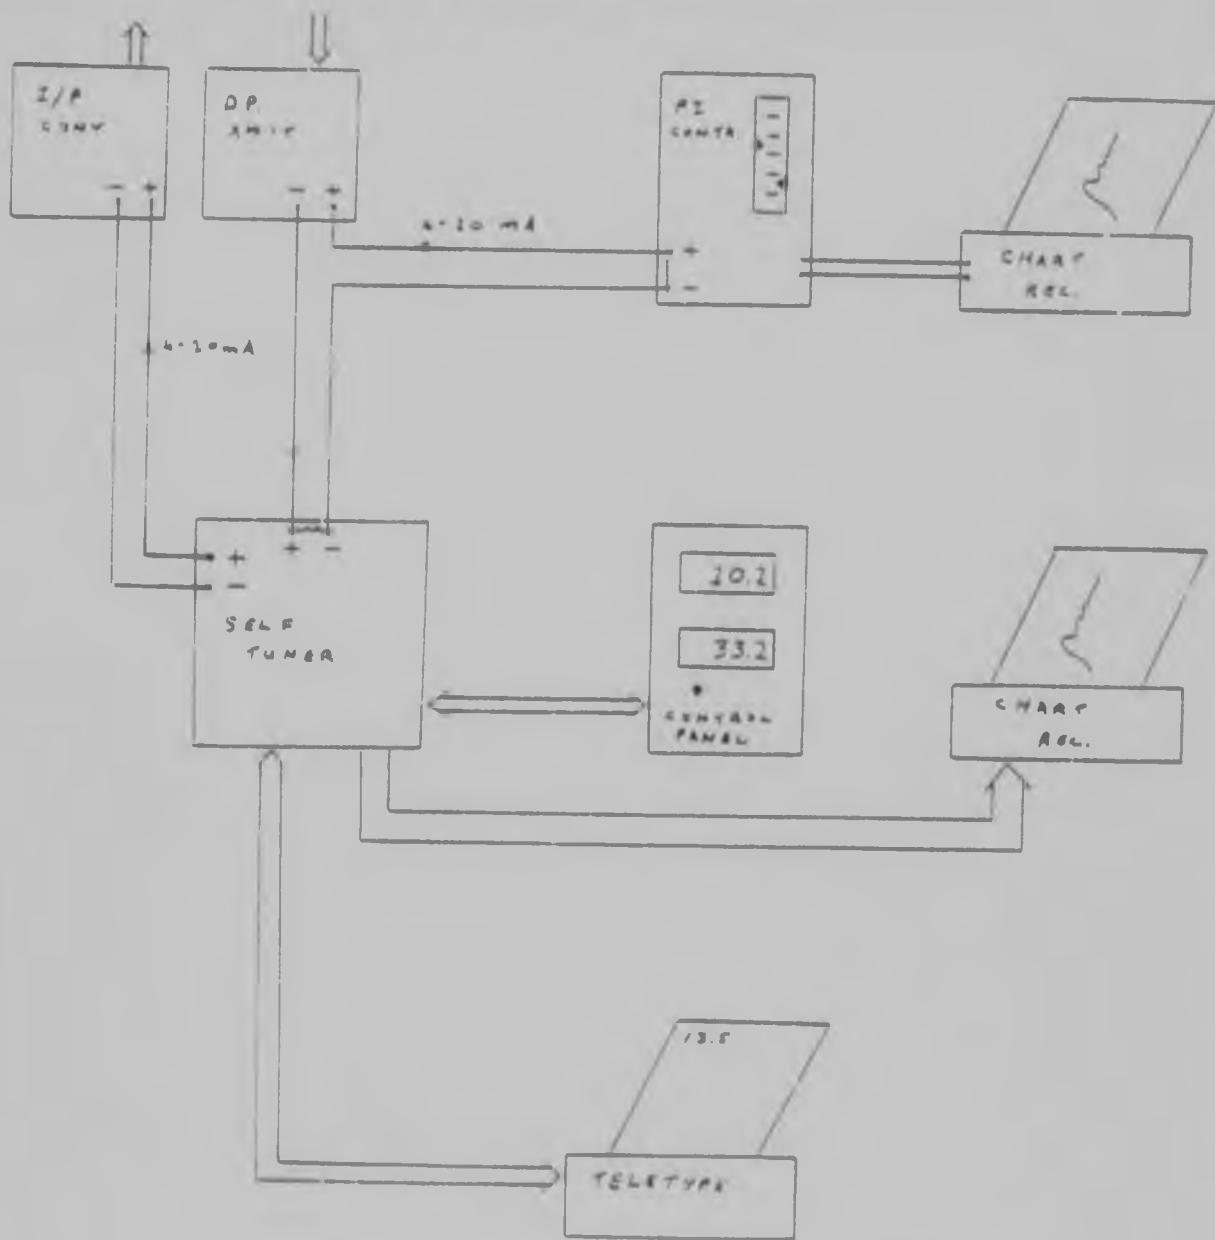 I/P
CONV
DP.
XMIT
- +
- +
PI
CONTR.
4-20 mA
+
-
CHART
REC.
4-20mA
+ -
+
-
SELF
TUNER
20.2
33.2
CONTROL
PANEL
CHART
REC.
13.5
TELETYPE